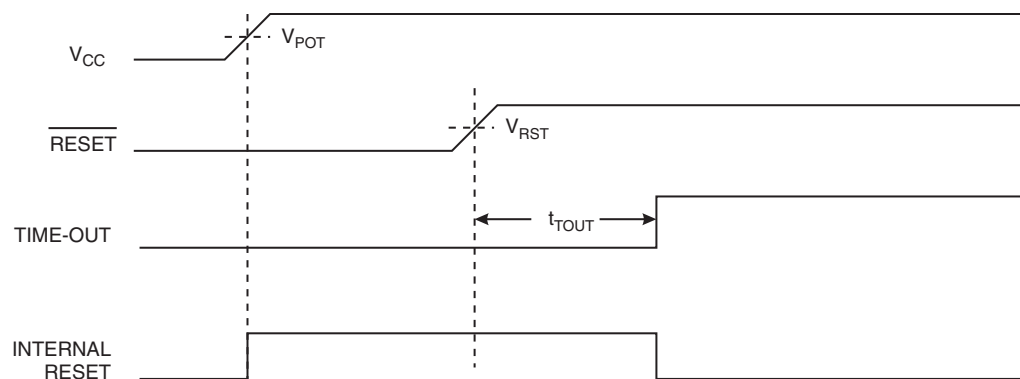 V_CC
V_POT
RESET
V_RST
TIME-OUT
t_TOUT
INTERNAL
RESET